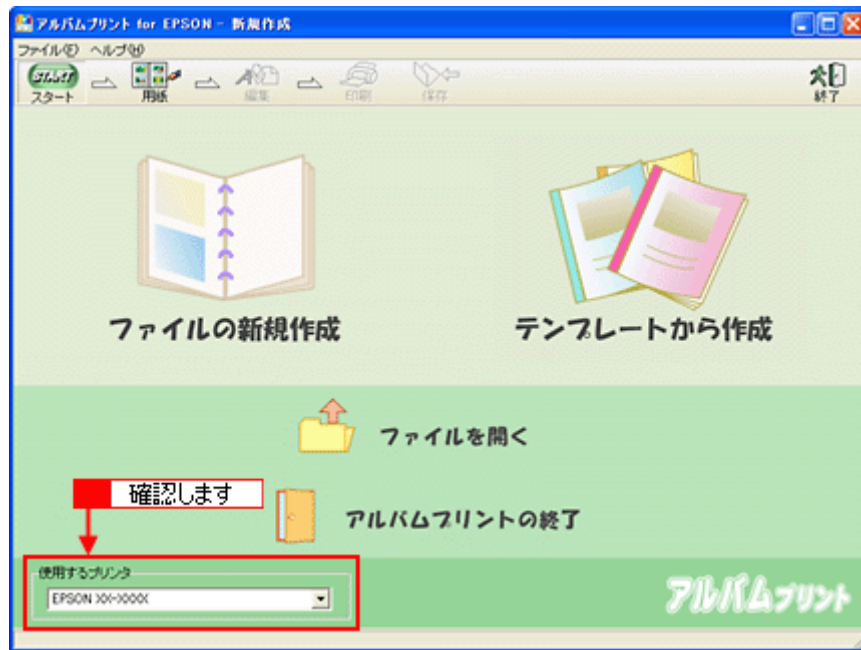 アルバムプリント for EPSON - 新規作成
ファイル(F) ヘルプ(H)
START
スタート 用紙 編集 印刷 保存 終了
ファイルの新規作成 テンプレートから作成
ファイルを開く
確認します
アルバムプリントの終了
使用するプリンタ
EPSON XX-XXXX
アルバムプリント